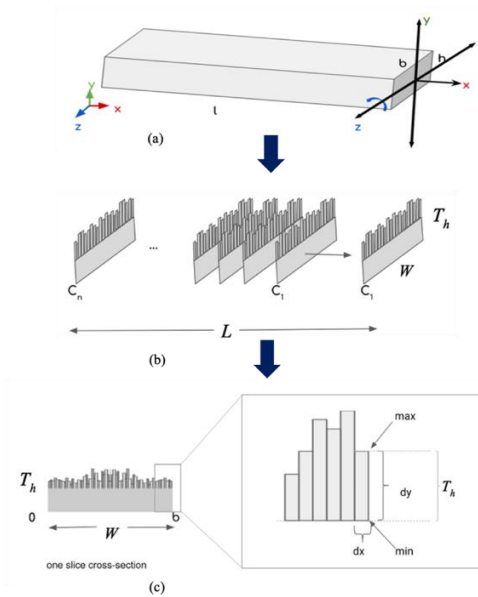 Y
b
h
x
Y
x
z
l
z
(a)
T_h
...
W
C_n
C_1
C_1
L
(b)
max
T_h
dy
T_h
0
b
W
dx
min
one slice cross-section
(c)